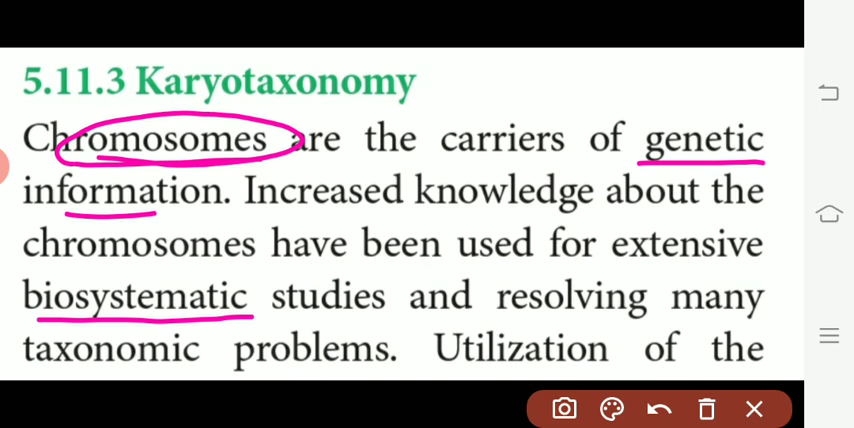 5.11.3 Karyotaxonomy
Chromosomes are the carriers of genetic
information. Increased knowledge about the
chromosomes have been used for extensive
biosystematic studies and resolving many
taxonomic problems. Utilization of the